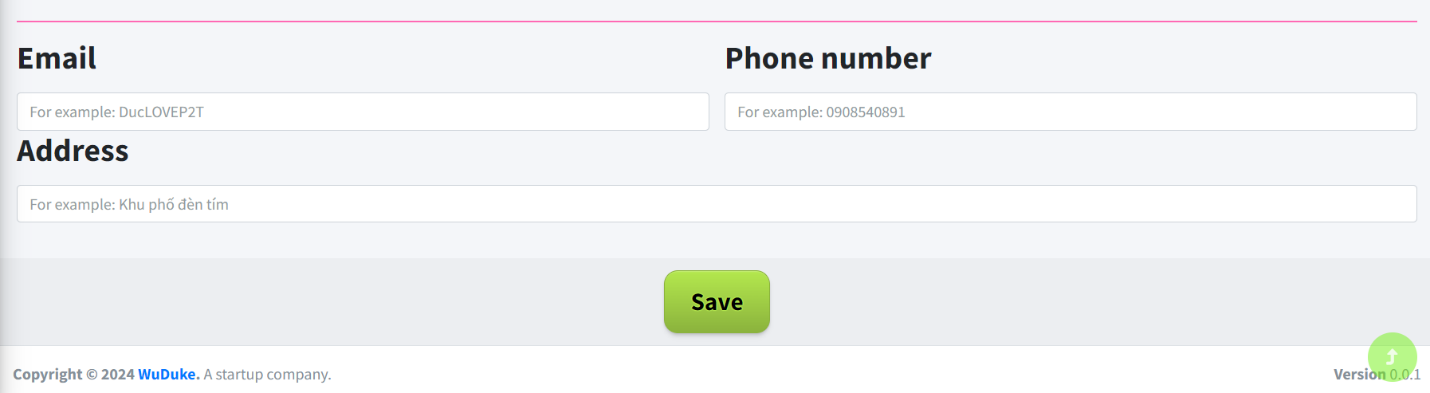 Email
Phone number
For example: DucLOVEP2T
For example: 0908540891
Address
For example: Khu phố đèn tím
Save
Copyright © 2024 WuDuke. A startup company.
Version 0.0.1